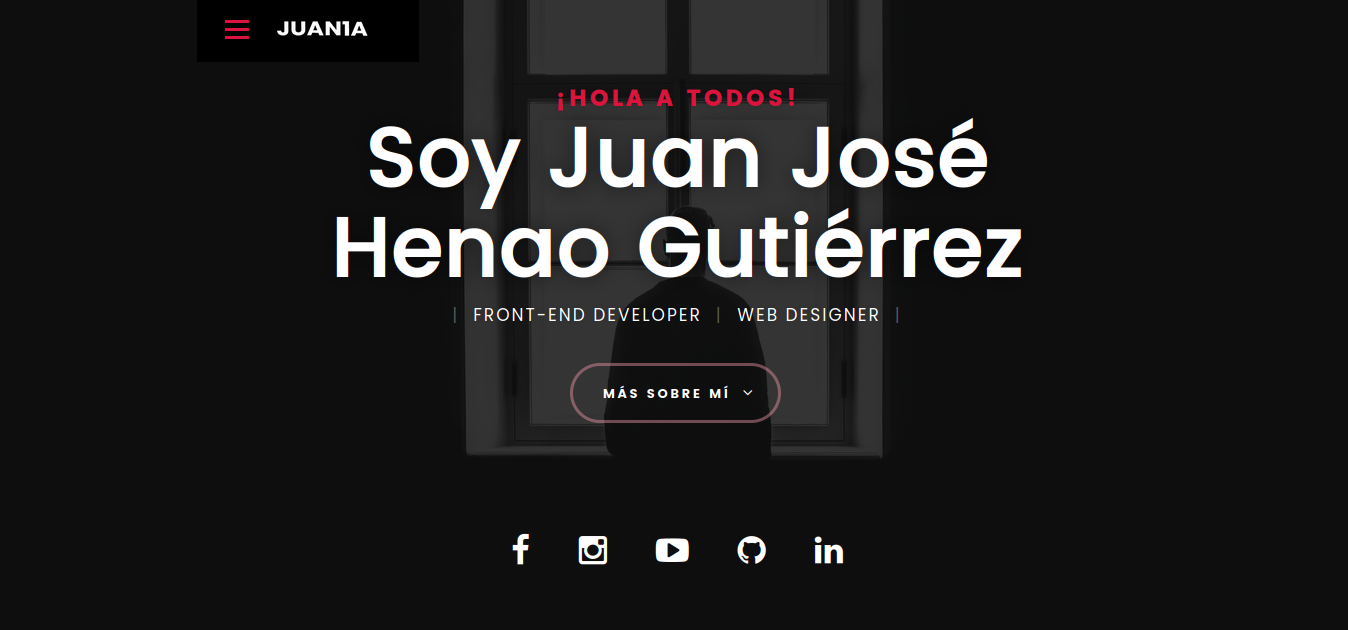 JUAN1A
¡HOLA A TODOS!
Soy Juan José
Henao Gutiérrez
| FRONT-END DEVELOPER | WEB DESIGNER |
MÁS SOBRE MÍ